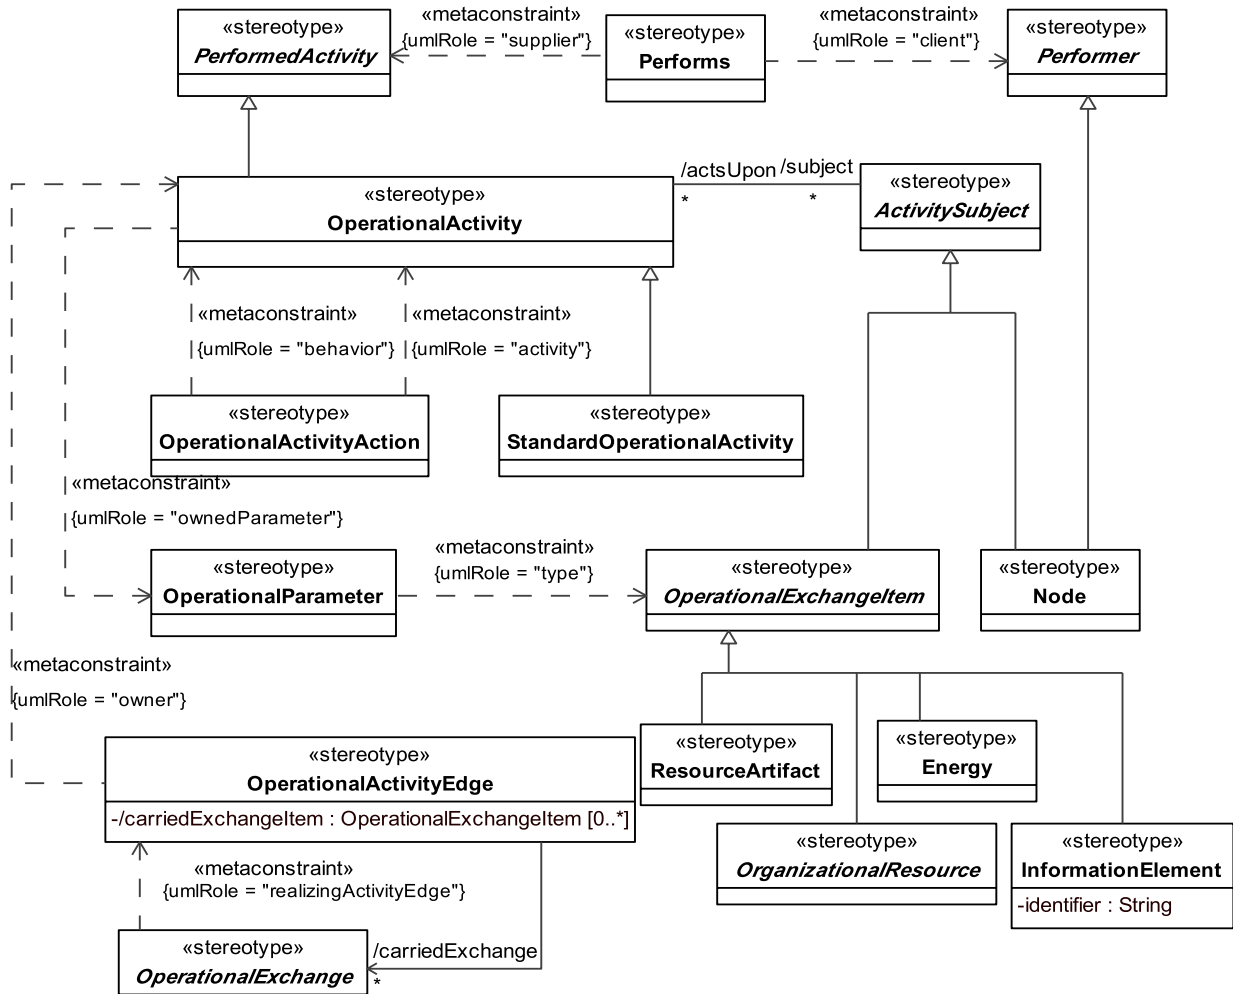 «metaconstraint»
{umlRole = "supplier"}
«metaconstraint»
{umlRole = "client"}
«stereotype»
PerformedActivity
«stereotype»
Performs
«stereotype»
Performer
/actsUpon
/subject
*
*
«stereotype»
OperationalActivity
«stereotype»
ActivitySubject
«metaconstraint»
{umlRole = "behavior"}
«metaconstraint»
{umlRole = "activity"}
«stereotype»
OperationalActivityAction
«stereotype»
StandardOperationalActivity
«metaconstraint»
{umlRole = "ownedParameter"}
«stereotype»
OperationalParameter
«metaconstraint»
{umlRole = "type"}
«stereotype»
OperationalExchangeItem
«stereotype»
Node
«metaconstraint»
{umlRole = "owner"}
«stereotype»
OperationalActivityEdge
-/carriedExchangeItem : OperationalExchangeItem [0..*]
«stereotype»
ResourceArtifact
«stereotype»
Energy
«stereotype»
OrganizationalResource
«stereotype»
InformationElement
-identifier : String
«metaconstraint»
{umlRole = "realizingActivityEdge"}
«stereotype»
OperationalExchange
/carriedExchange
*